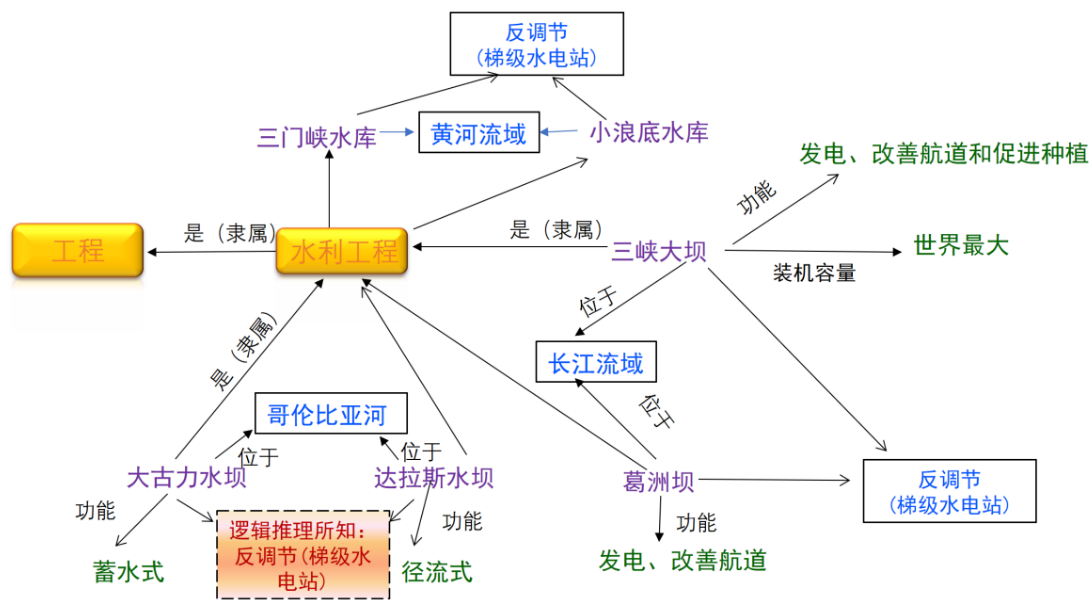 反调节
(梯级水电站)
三门峡水库
黄河流域
小浪底水库
发电、改善航道和促进种植
功能
工程
是（隶属）
水利工程
是（隶属）
三峡大坝
世界最大
装机容量
位于
是（隶属）
长江流域
哥伦比亚河
位于
位于
位于
大古力水坝
达拉斯水坝
葛洲坝
反调节
(梯级水电站)
功能
逻辑推理所知：
反调节(梯级水
电站)
功能
功能
蓄水式
径流式
发电、改善航道